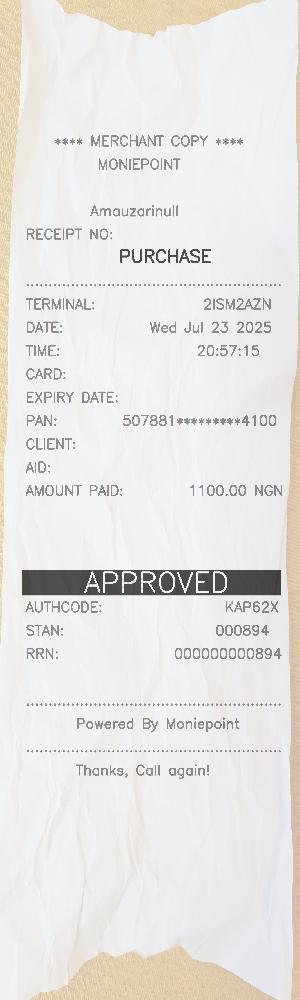 **** MERCHANT COPY ****
MONIEPOINT
Amauzarinull
RECEIPT NO:
PURCHASE
TERMINAL: 2ISM2AZN
DATE: Wed Jul 23 2025
TIME: 20:57:15
CARD:
EXPIRY DATE:
PAN: 507881*********4100
CLIENT:
AID:
AMOUNT PAID: 1100.00 NGN
APPROVED
AUTHCODE: KAP62X
STAN: 000894
RRN: 000000000894
Powered By Moniepoint
Thanks, Call again!